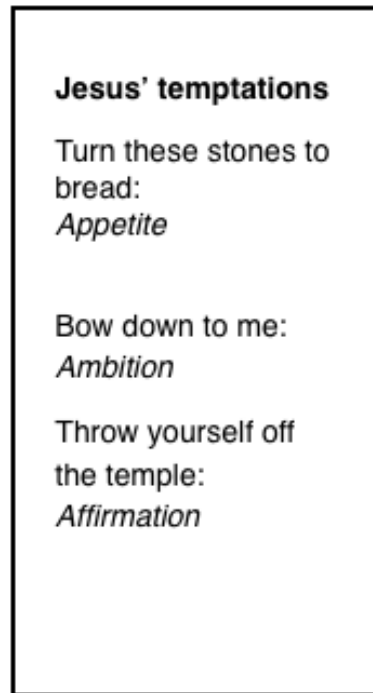 Jesus’ temptations
Turn these stones to
bread:
Appetite
Bow down to me:
Ambition
Throw yourself off
the temple:
Affirmation